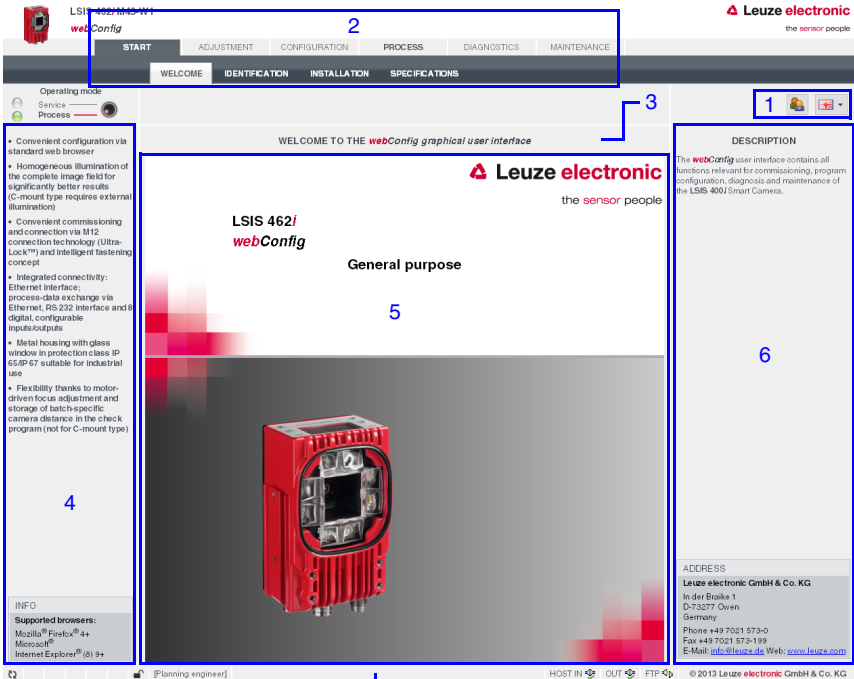 LSIS 462i M43-W1
webConfig
Leuze electronic
the sensor people
2
START ADJUSTMENT CONFIGURATION PROCESS DIAGNOSTICS MAINTENANCE
WELCOME IDENTIFICATION INSTALLATION SPECIFICATIONS
Operating mode
Service
Process
3
1
WELCOME TO THE webConfig graphical user interface
• Convenient configuration via
standard web browser
• Homogeneous illumination of
the complete image field for
significantly better results
(C-mount type requires external
illumination)
• Convenient commissioning
and connection via M12
connection technology (Ultra-
Lock™) and intelligent fastening
concept
• Integrated connectivity:
Ethernet interface;
process-data exchange via
Ethernet, RS 232 interface and 8
digital, configurable
inputs/outputs
• Metal housing with glass
window in protection class IP
65/IP 67 suitable for industrial
use
• Flexibility thanks to motor-
driven focus adjustment and
storage of batch-specific
camera distance in the check
program (not for C-mount type)
4
INFO
Supported browsers:
Mozilla® Firefox® 4+
Microsoft®
Internet Explorer® (8) 9+
Leuze electronic
the sensor people
LSIS 462i
webConfig
General purpose
5
DESCRIPTION
The webConfig user interface contains all
functions relevant for commissioning, program
configuration, diagnosis and maintenance of
the LSIS 400i Smart Camera.
6
ADDRESS
Leuze electronic GmbH & Co. KG
In der Braike 1
D-73277 Owen
Germany
Phone +49 7021 573-0
Fax +49 7021 573-199
E-Mail: info@leuze.de Web: www.leuze.com
[Planning engineer]
HOST IN OUT FTP
© 2013 Leuze electronic GmbH & Co. KG